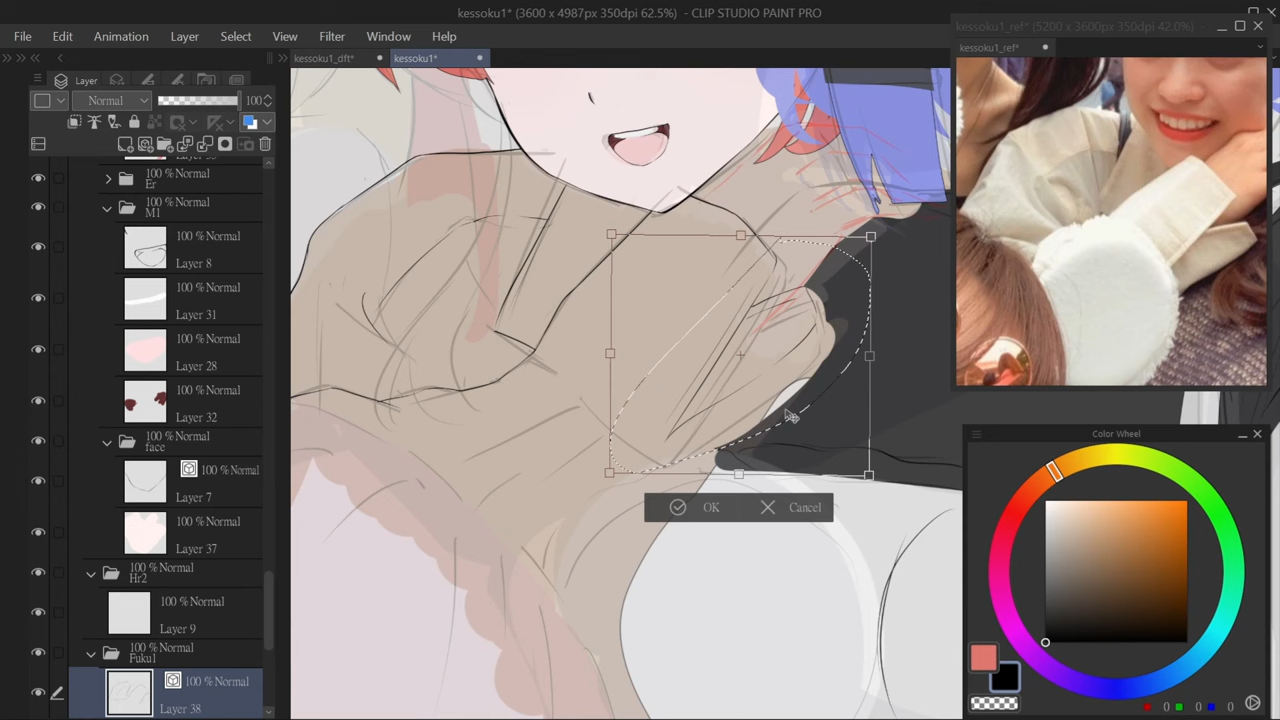 kessoku1* (3600 x 4987px 350dpi 62.5%)  - CLIP STUDIO PAINT PRO
kessoku1_ref* (5200 x 3600px 350dpi 42.0%)
File Edit Animation Layer Select View Filter Window Help
kessoku1_dft*
kessoku1*
kessoku1_ref*
Layer
Normal
100
100 %Normal
Er
100 %Normal
M1
100 %Normal
Layer 8
100 %Normal
Layer 31
100 %Normal
Layer 28
100 %Normal
Layer 32
100 %Normal
face
100 %Normal
Layer 7
100 %Normal
Layer 37
100 %Normal
Hr2
100 %Normal
Layer 9
100 %Normal
Fuku1
100 %Normal
Layer 38
OK
Cancel
Color Wheel
0 0 0